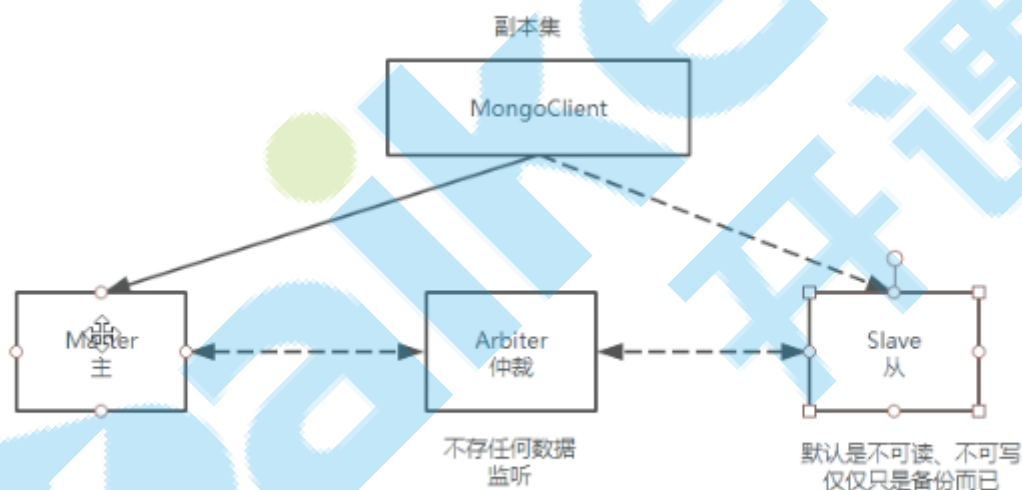 副本集
MongoClient
Master
主
Arbiter
仲裁
Slave
从
不存任何数据
监听
默认是不可读、不可写
仅仅只是备份而已